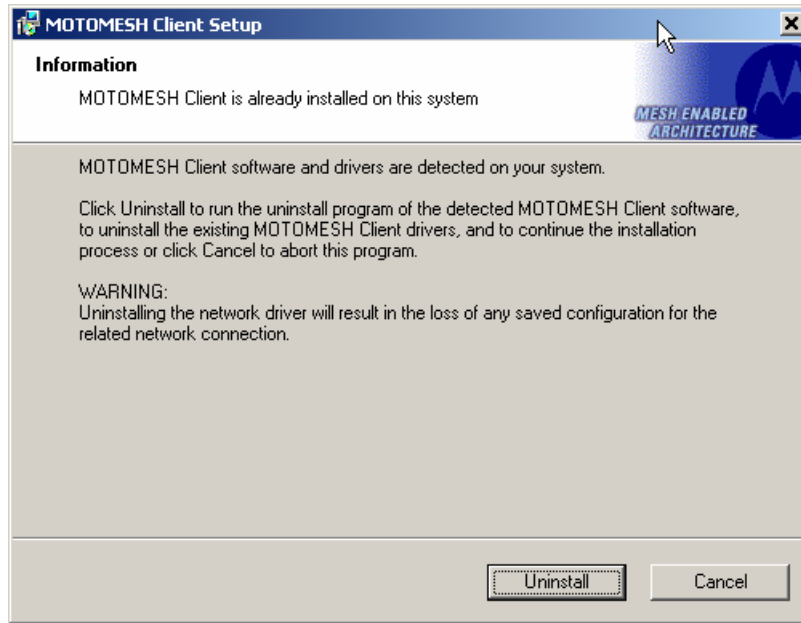 MOTOMESH Client Setup
Information
MOTOMESH Client is already installed on this system
MESH ENABLED
ARCHITECTURE
MOTOMESH Client software and drivers are detected on your system.
Click Uninstall to run the uninstall program of the detected MOTOMESH Client software,
to uninstall the existing MOTOMESH Client drivers, and to continue the installation
process or click Cancel to abort this program.
WARNING:
Uninstalling the network driver will result in the loss of any saved configuration for the
related network connection.
Uninstall
Cancel